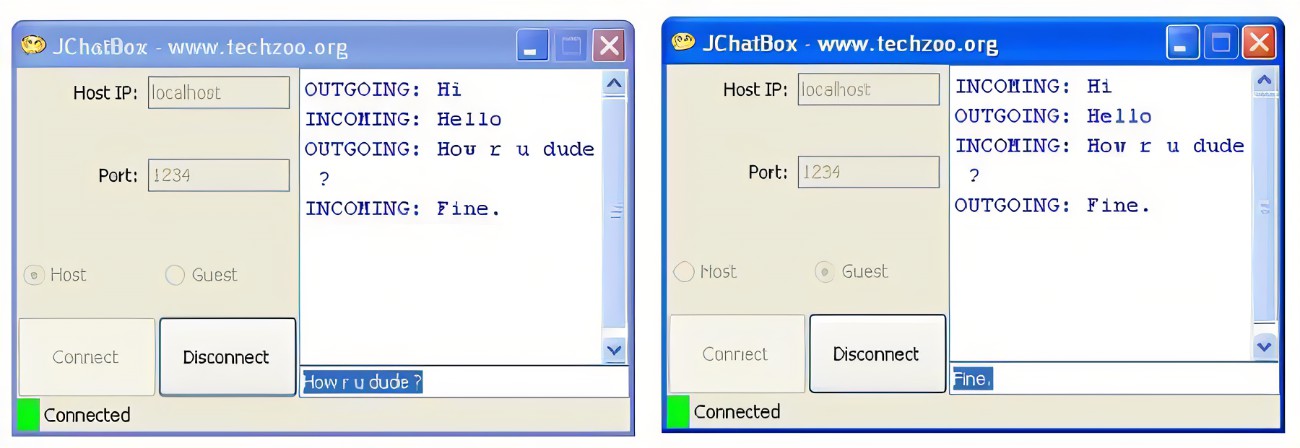 JChatBox - www.techzoo.org
Host IP: localhost
Port: 1234
Host Guest
Connect Disconnect
Connected
OUTGOING: Hi
INCOMING: Hello
OUTGOING: How r u dude
?
INCOMING: Fine.
How r u dude ?
JChatBox - www.techzoo.org
Host IP: localhost
Port: 1234
Host Guest
Connect Disconnect
Connected
INCOMING: Hi
OUTGOING: Hello
INCOMING: How r u dude
?
OUTGOING: Fine.
Fine.